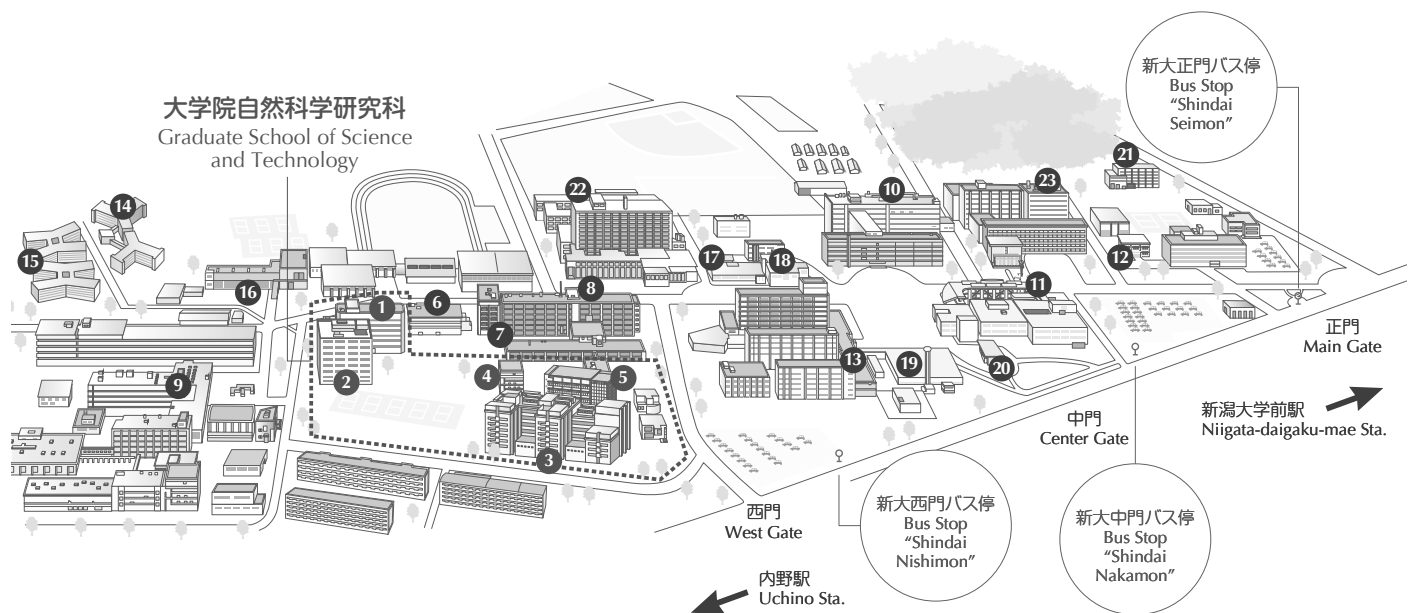 大学院自然科学研究科
Graduate School of Science
and Technology
新大正門バス停
Bus Stop
“Shindai
Seimon”
14
15
16
1
2
6
22
8
7
4
5
3
9
17
18
10
23
21
12
11
13
19
20
正門
Main Gate
中門
Center Gate
新潟大学前駅
Niigata-daigaku-mae Sta.
西門
West Gate
新大西門バス停
Bus Stop
“Shindai
Nishimon”
新大中門バス停
Bus Stop
“Shindai
Nakamon”
内野駅
Uchino Sta.